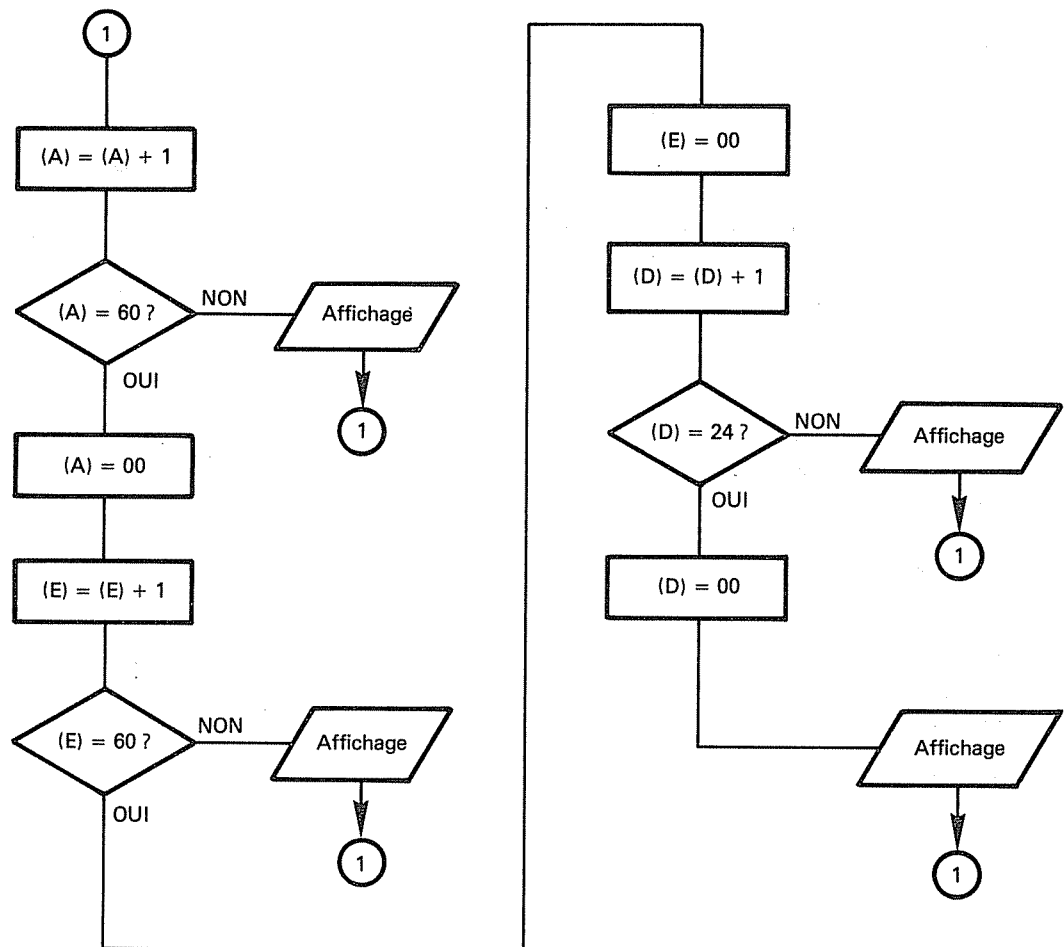 1
(A) = (A) + 1
(A) = 60 ?
NON
Affichage
OUI
1
(A) = 00
(E) = (E) + 1
(E) = 60 ?
NON
Affichage
OUI
1
(E) = 00
(D) = (D) + 1
(D) = 24 ?
NON
Affichage
OUI
1
(D) = 00
Affichage
1